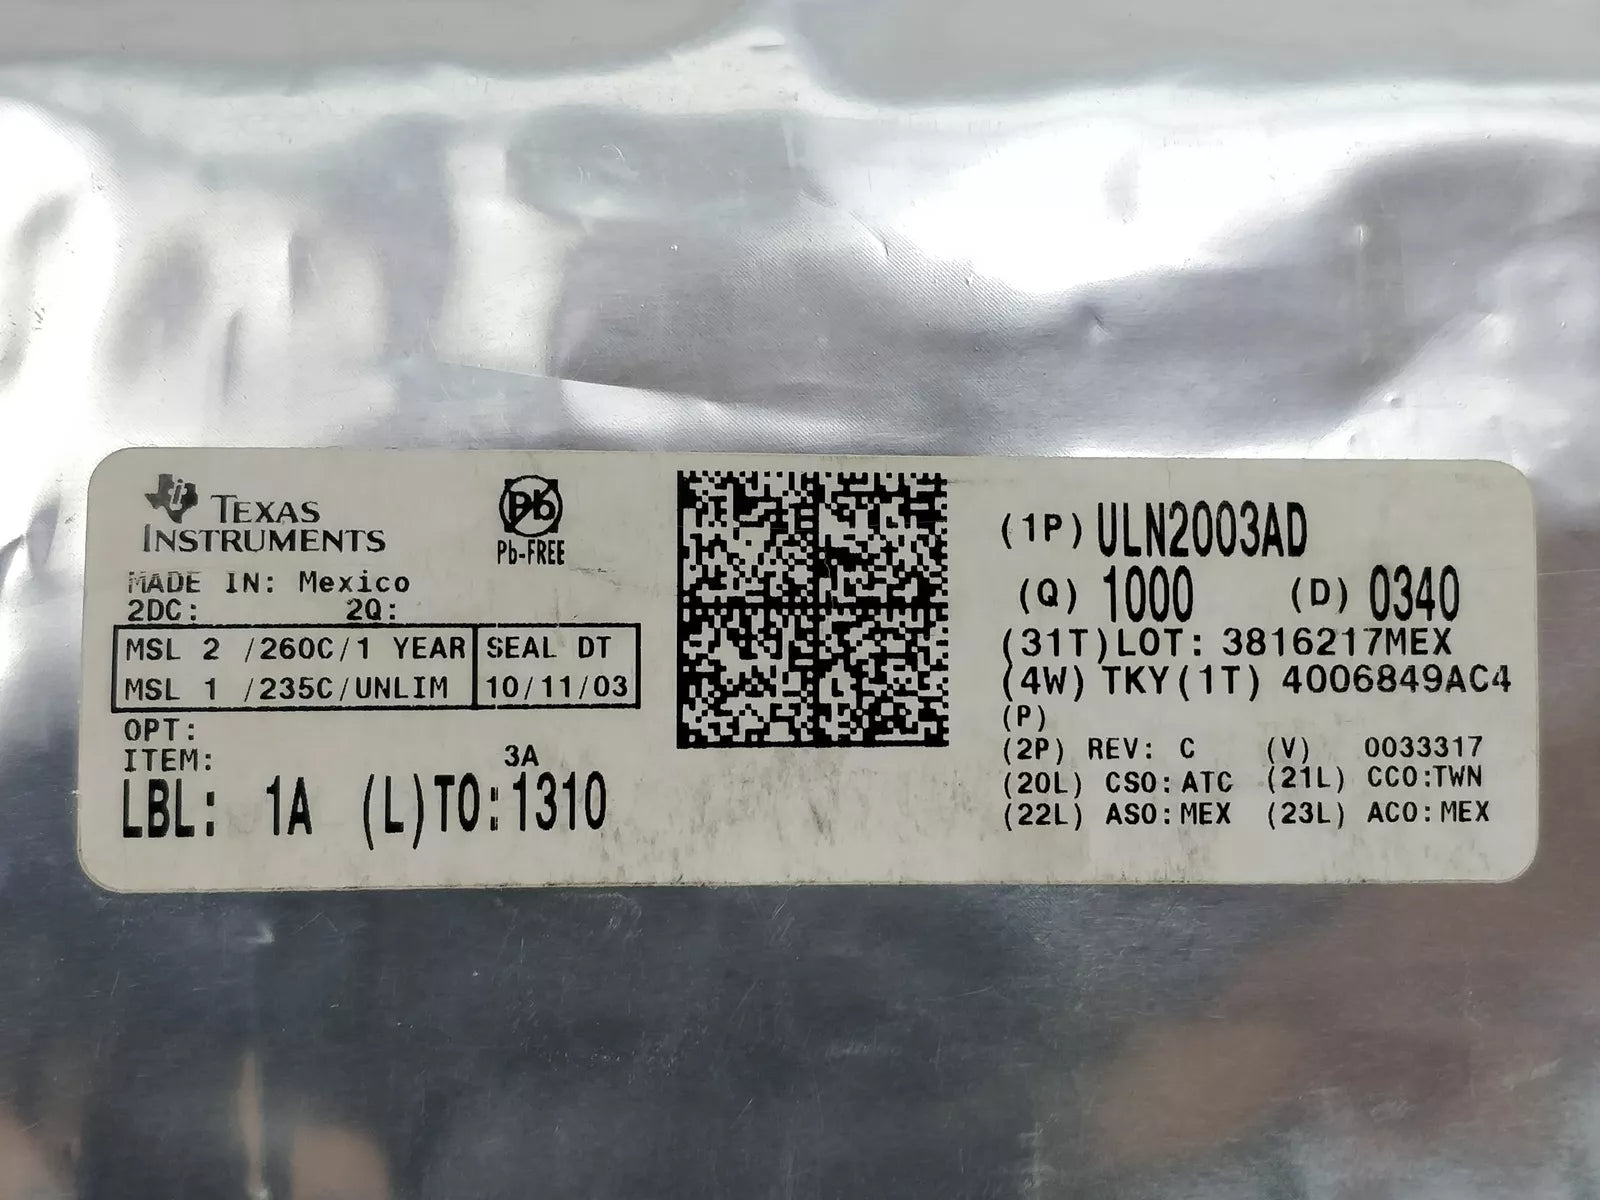 TEXAS
INSTRUMENTS
Pb
Pb-FREE
MADE IN: Mexico
2DC: 2Q:
MSL 2 /260C/1 YEAR SEAL DT
MSL 1 /235C/UNLIM 10/11/03
OPT:
ITEM: 3A
LBL: 1A (L)TO:1310
(1P) ULN2003AD
(Q) 1000 (D) 0340
(31T)LOT: 3816217MEX
(4W) TKY(1T) 4006849AC4
(P)
(2P) REV: C (V) 0033317
(20L) CSO:ATC (21L) CCO:TWN
(22L) ASO:MEX (23L) ACO:MEX